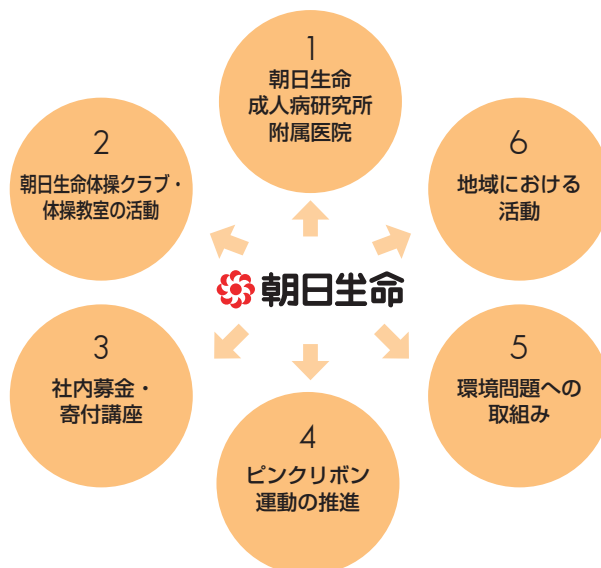 1
朝日生命
成人病研究所
附属医院
2
朝日生命体操クラブ・
体操教室の活動
3
社内募金・
寄付講座
4
ピンクリボン
運動の推進
5
環境問題への
取組み
6
地域における
活動
朝日生命